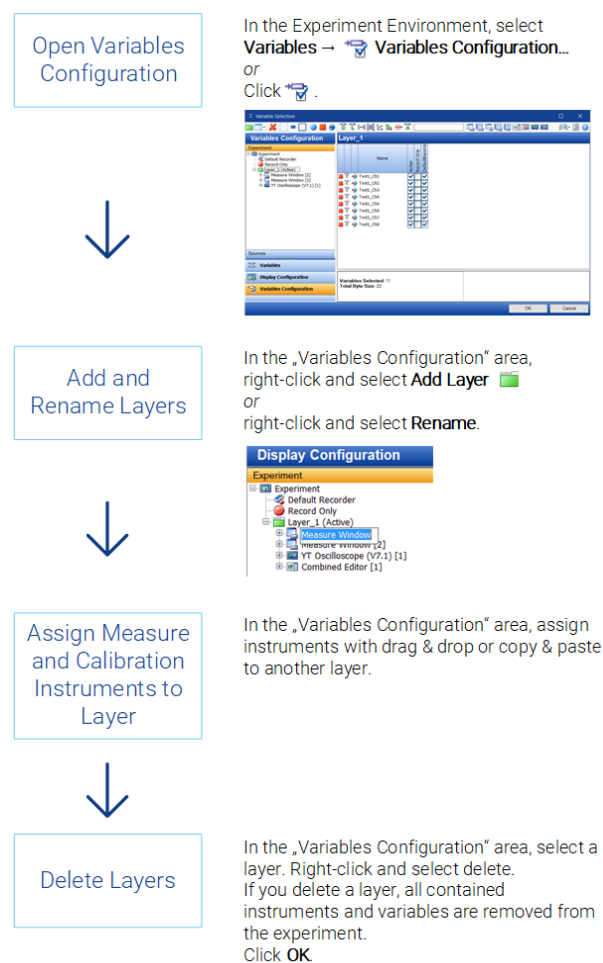 Open Variables
Configuration
In the Experiment Environment, select
Variables → Variables Configuration...
or
Click .
Variable Selection
Variables Configuration
Layer_1
Experiment
Experiment
Default Recorder
Record Only
Layer_1 (Active)
Measure Window [2]
Measure Window [3]
YT Oscilloscope (V7.1) [1]
Name
Active
Record Only
Test1_Ch1
Test1_Ch2
Test1_Ch3
Test1_Ch4
Test1_Ch5
Test1_Ch6
Test1_Ch7
Test1_Ch8
Sources
Variables
Display Configuration
Variables Configuration
Variables Selected: 11
Total Byte Size: 22
OK
Cancel
Add and
Rename Layers
In the „Variables Configuration“ area,
right-click and select Add Layer
or
right-click and select Rename.
Display Configuration
Experiment
Experiment
Default Recorder
Record Only
Layer_1 (Active)
Measure Window
Measure Window [2]
YT Oscilloscope (V7.1) [1]
Combined Editor [1]
Assign Measure
and Calibration
Instruments to
Layer
In the „Variables Configuration“ area, assign
instruments with drag & drop or copy & paste
to another layer.
Delete Layers
In the „Variables Configuration“ area, select a
layer. Right-click and select delete.
If you delete a layer, all contained
instruments and variables are removed from
the experiment.
Click OK.